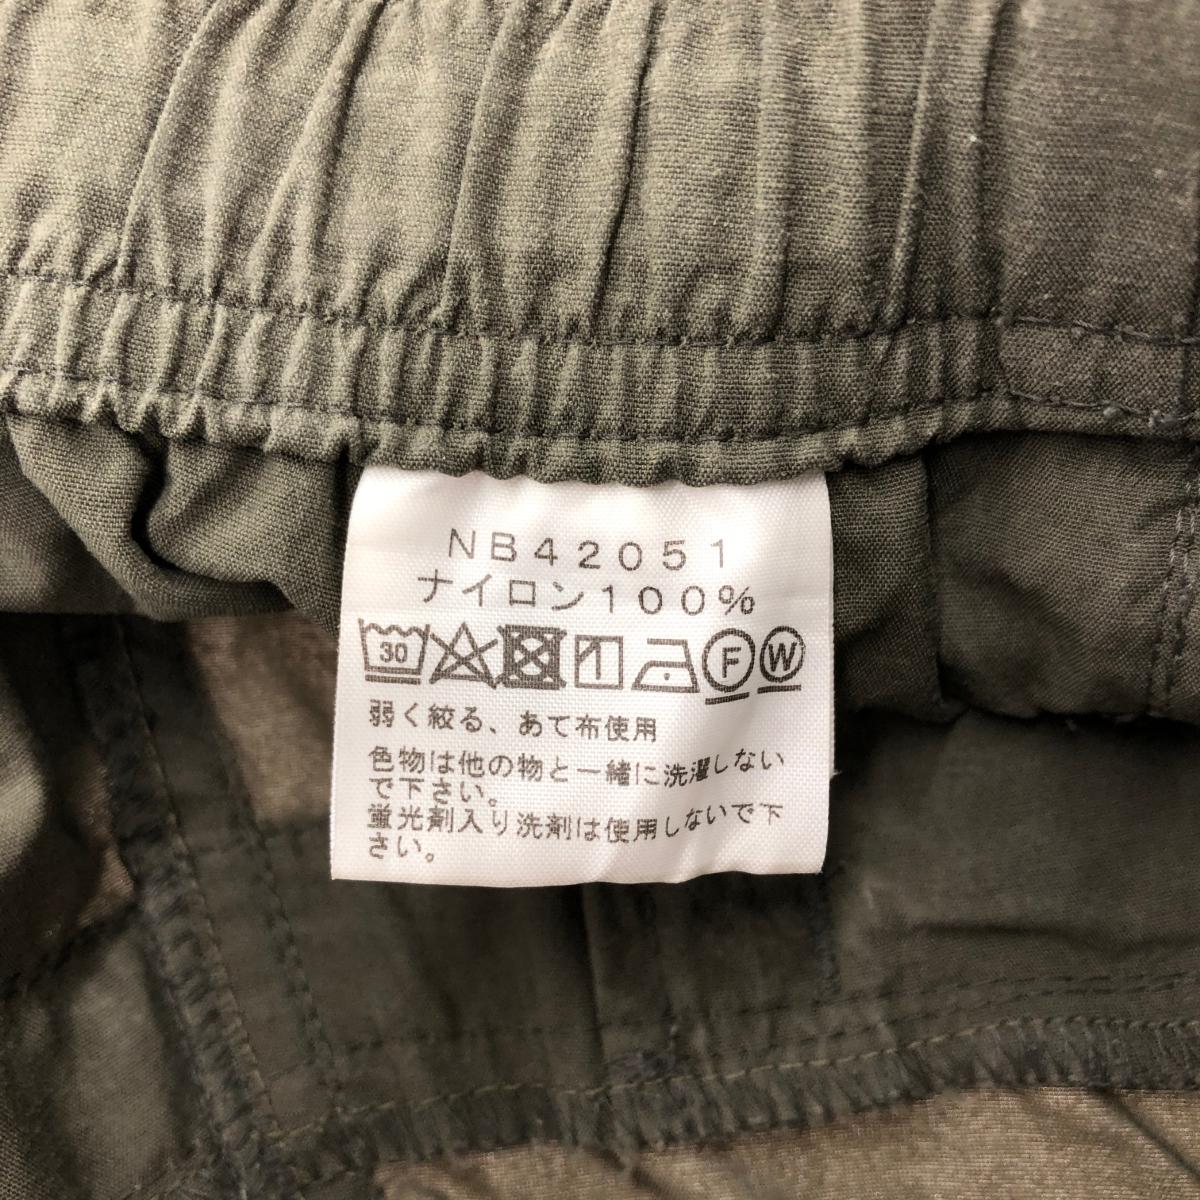 NB42051
ナイロン100%
30 F W
弱く絞る、あて布使用
色物は他の物と一緒に洗濯しない
で下さい。
蛍光剤入り洗剤は使用しないで下
さい。